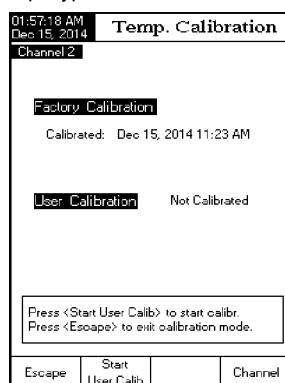 01:57:18 AM
Dec 15, 2014
Temp. Calibration
Channel 2
Factory Calibration
Calibrated: Dec 15, 2014 11:23 AM
User Calibration Not Calibrated
Press <Start User Calib> to start calibr.
Press <Escape> to exit calibration mode.
Escape
Start
User Calib
Channel